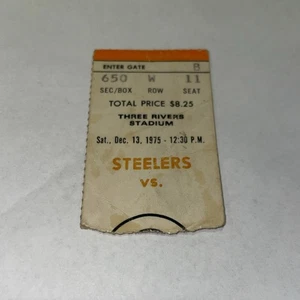 ENTER GATE B
650 W 11
SEC/BOX ROW SEAT
TOTAL PRICE $8.25
THREE RIVERS
STADIUM
Sat., Dec. 13, 1975 - 12:30 P.M.
STEELERS
VS.